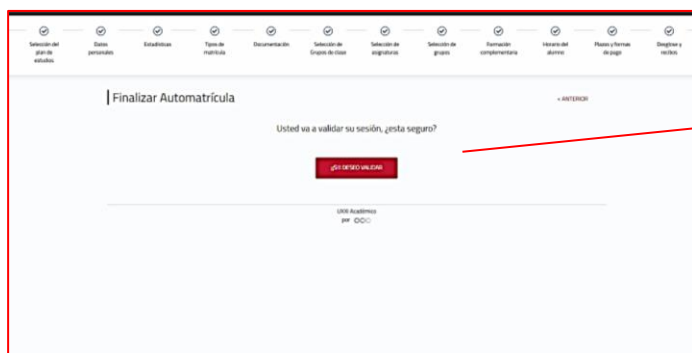 Selección del plan de estudios
Datos personales
Estadísticas
Tipos de matrícula
Documentación
Selección de Grupos de clase
Selección de asignaturas
Selección de grupos
Formación complementaria
Horario del alumno
Plazos y formas de pago
Desglose y recibos
Finalizar Automatrícula
« ANTERIOR
Usted va a validar su sesión, ¿esta seguro?
¡SÍ! DESEO VALIDAR
UXXI Académico
por